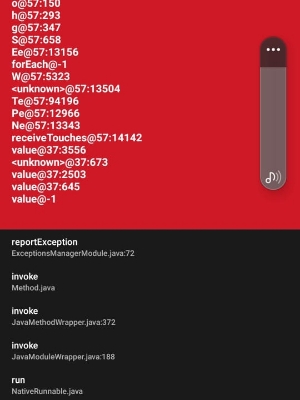 o@57:150
h@57:293
g@57:347
S@57:658
Ee@57:13156
forEach@-1
W@57:5323
<unknown>@57:13504
Te@57:94196
Pe@57:12966
Ne@57:13343
receiveTouches@57:14142
value@37:3556
<unknown>@37:673
value@37:2503
value@37:645
value@-1
reportException
ExceptionsManagerModule.java:72
invoke
Method.java
invoke
JavaMethodWrapper.java:372
invoke
JavaModuleWrapper.java:188
run
NativeRunnable.java